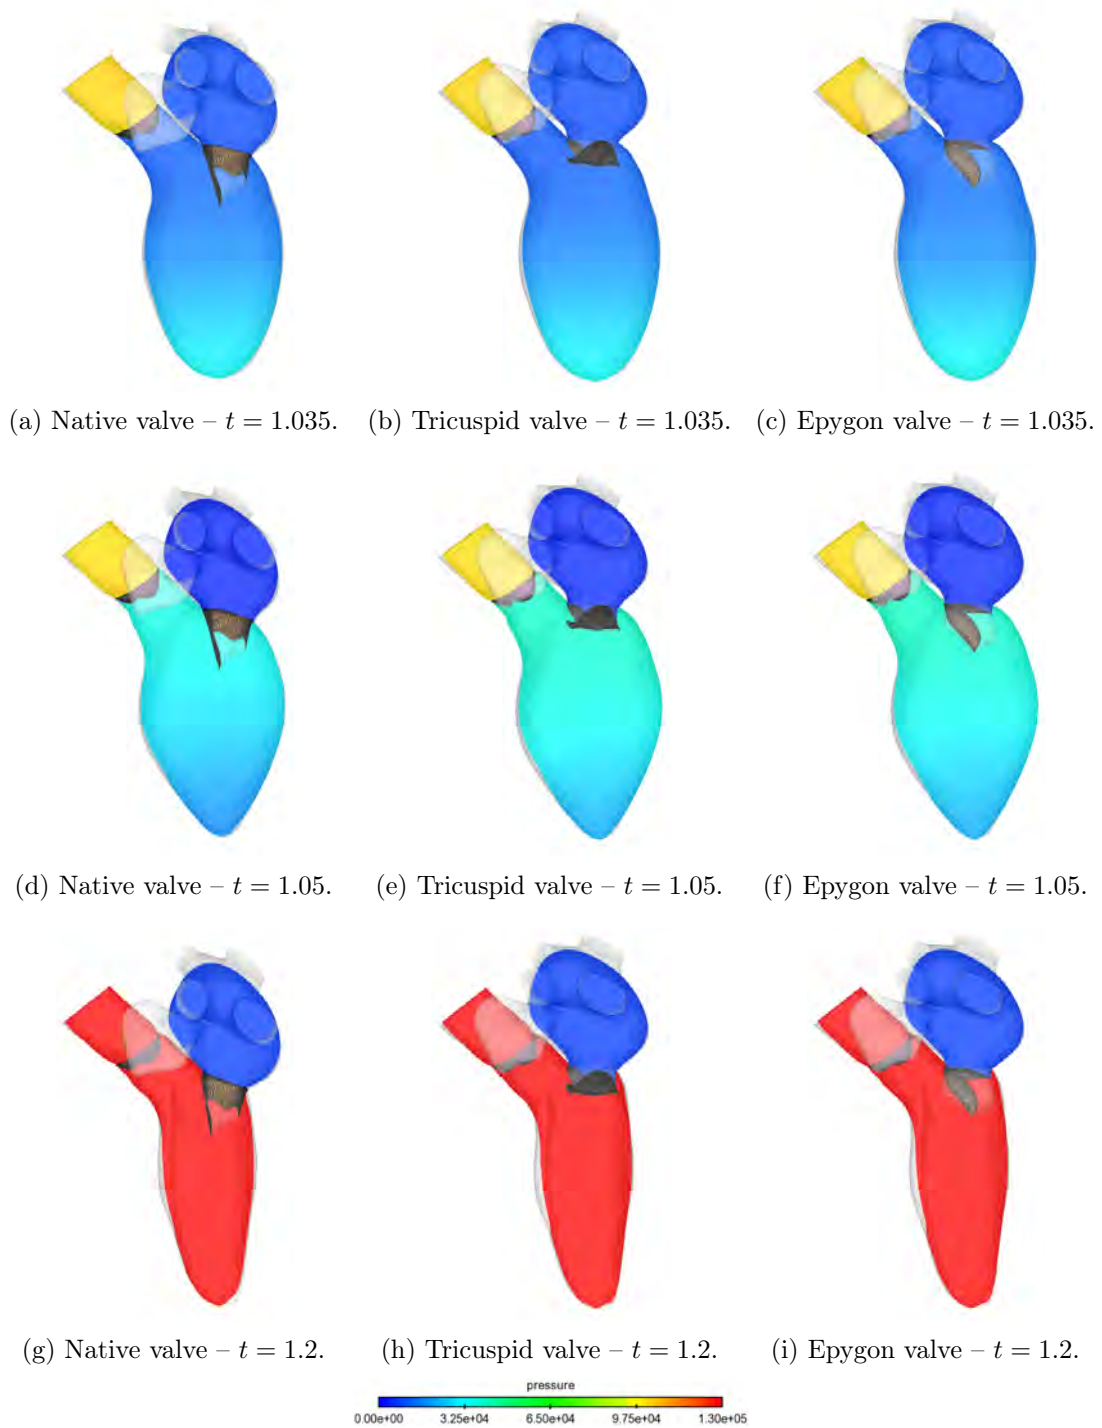 (a) Native valve – t = 1.035. (b) Tricuspid valve – t = 1.035. (c) Epygon valve – t = 1.035.
(d) Native valve – t = 1.05. (e) Tricuspid valve – t = 1.05. (f) Epygon valve – t = 1.05.
(g) Native valve – t = 1.2. (h) Tricuspid valve – t = 1.2. (i) Epygon valve – t = 1.2.
pressure
0.00e+00 3.25e+04 6.50e+04 9.75e+04 1.30e+05